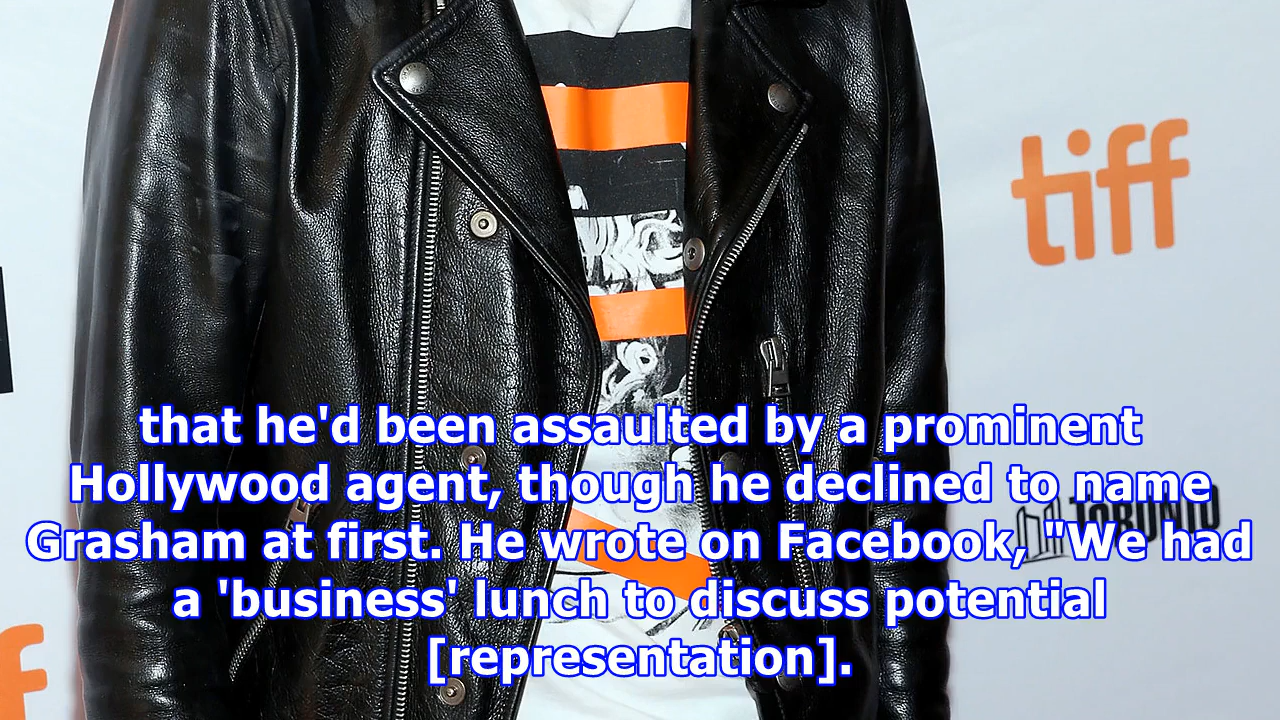 tiff
that he'd been assaulted by a prominent
Hollywood agent, though he declined to name
TORONTO
Grasham at first. He wrote on Facebook, "We had
a 'business' lunch to discuss potential
[representation].
f